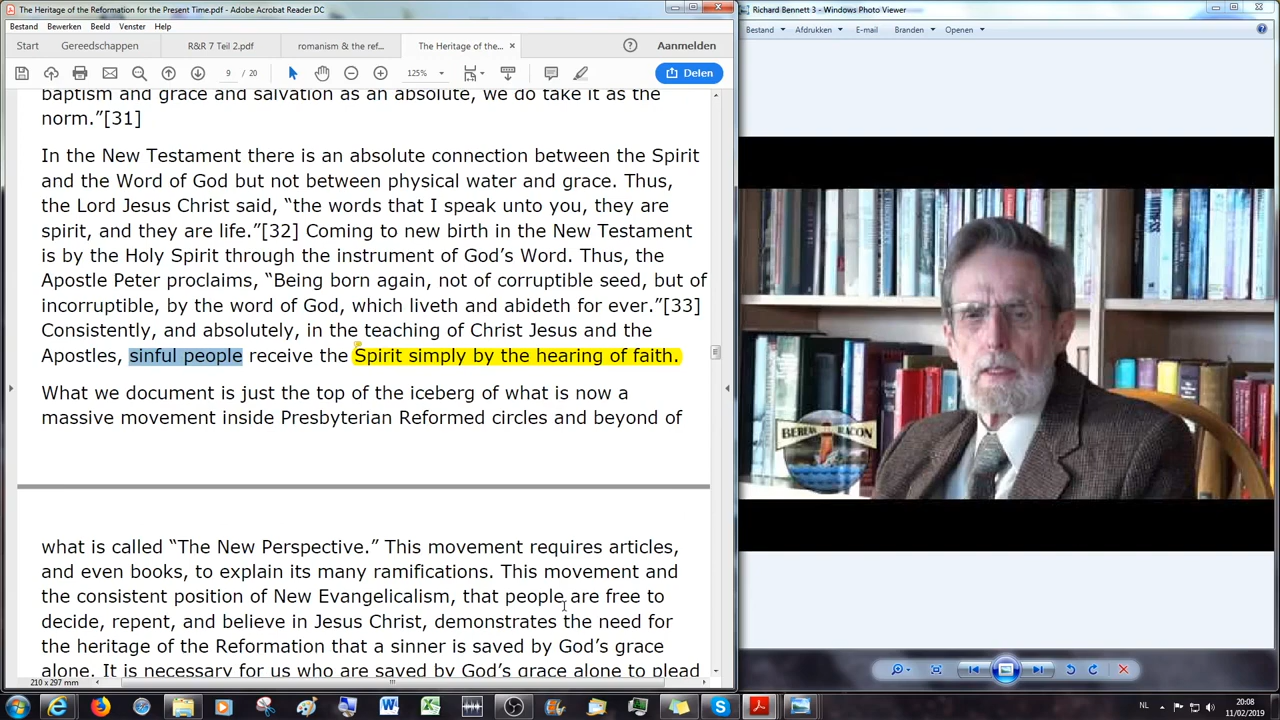 The Heritage of the Reformation for the Present Time.pdf - Adobe Acrobat Reader DC
Bestand Bewerken Beeld Venster Help
Start Gereedschappen R&R 7 Teil 2.pdf romanism & the ref... The Heritage of the... × ? Aanmelden
9 / 20 125% Delen
baptism and grace and salvation as an absolute, we do take it as the
norm.”[31]
In the New Testament there is an absolute connection between the Spirit
and the Word of God but not between physical water and grace. Thus,
the Lord Jesus Christ said, “the words that I speak unto you, they are
spirit, and they are life.”[32] Coming to new birth in the New Testament
is by the Holy Spirit through the instrument of God’s Word. Thus, the
Apostle Peter proclaims, “Being born again, not of corruptible seed, but of
incorruptible, by the word of God, which liveth and abideth for ever.”[33]
Consistently, and absolutely, in the teaching of Christ Jesus and the
Apostles, sinful people receive the Spirit simply by the hearing of faith.
What we document is just the top of the iceberg of what is now a
massive movement inside Presbyterian Reformed circles and beyond of
what is called “The New Perspective.” This movement requires articles,
and even books, to explain its many ramifications. This movement and
the consistent position of New Evangelicalism, that people are free to
decide, repent, and believe in Jesus Christ, demonstrates the need for
the heritage of the Reformation that a sinner is saved by God’s grace
alone. It is necessary for us who are saved by God’s grace alone to plead
210 x 297 mm
Richard Bennett 3 - Windows Photo Viewer
Bestand Afdrukken E-mail Branden Openen
BEREAN BEACON
NL 20:08
11/02/2019